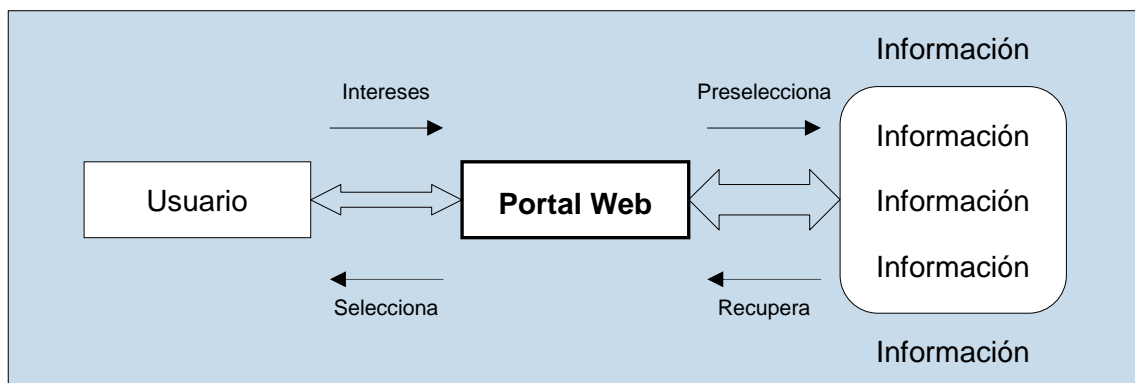 Información
Intereses
Preselecciona
Información
Usuario
Portal Web
Información
Información
Selecciona
Recupera
Información